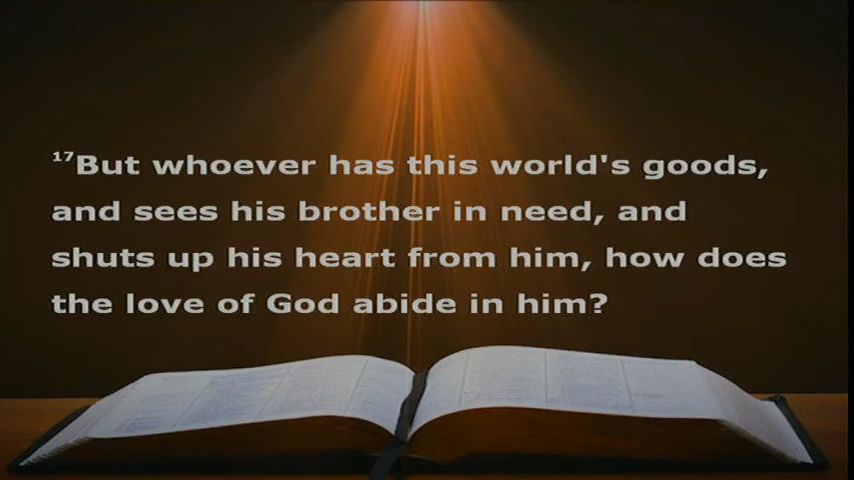 17But whoever has this world's goods,
and sees his brother in need, and
shuts up his heart from him, how does
the love of God abide in him?